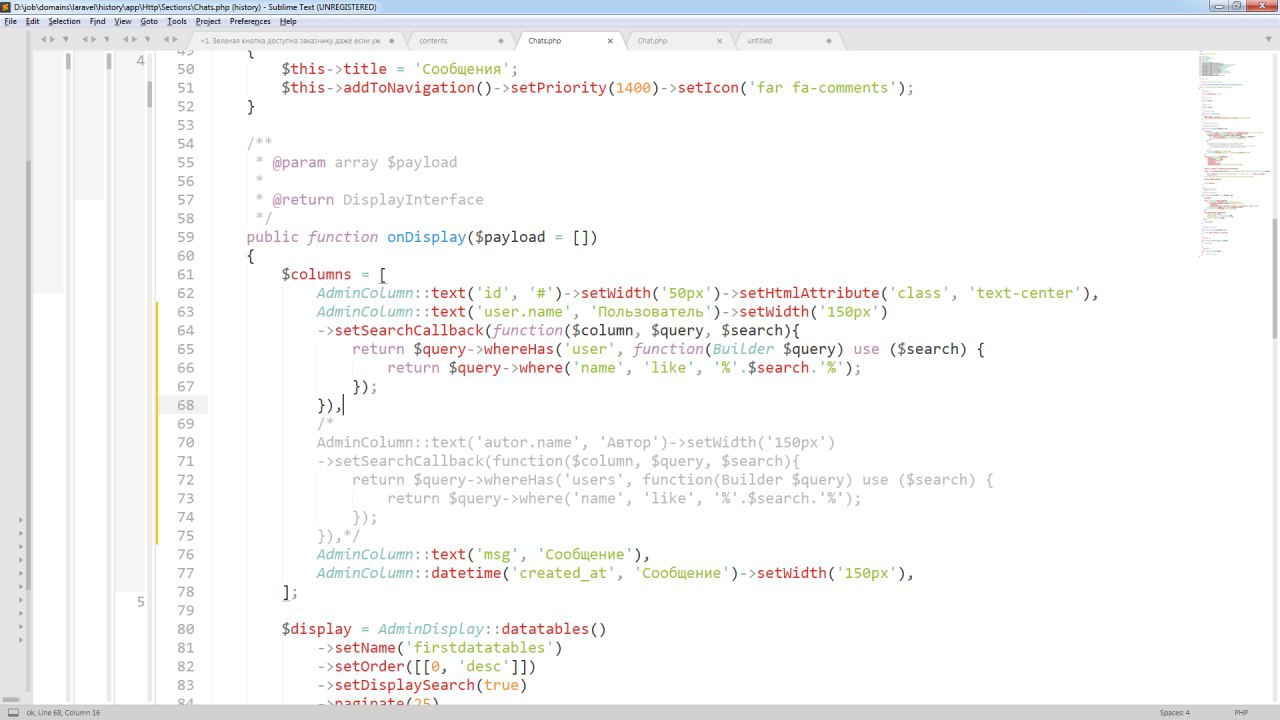 D:\job\domains\laravel\history\app\Http\Sections\Chats.php (history) - Sublime Text (UNREGISTERED)
File Edit Selection Find View Goto Tools Project Preferences Help
+1. Зеленая кнопка доступна заказчику даже если уж contents Chats.php Chat.php untitled
4
5
49 {
50 $this->title = 'Сообщения';
51 $this->addToNavigation()->setPriority(1400)->setIcon('far fa-comments');
52 }
53
54 /**
55 * @param $payload
56 *
57 * @return
58 */
59 public function onDisplay($payload = [])
60 {
61 $columns = [
62 AdminColumn::text('id', '#')->setWidth('50px')->setHtmlAttribute('class', 'text-center'),
63 AdminColumn::text('user.name', 'Пользователь')->setWidth('150px')
64 ->setSearchCallback(function($column, $query, $search){
65 return $query->whereHas('user', function(Builder $query) use ($search) {
66 return $query->where('name', 'like', '%'.$search.'%');
67 });
68 }),
69 /*
70 AdminColumn::text('autor.name', 'Автор')->setWidth('150px')
71 ->setSearchCallback(function($column, $query, $search){
72 return $query->whereHas('users', function(Builder $query) use ($search) {
73 return $query->where('name', 'like', '%'.$search.'%');
74 });
75 }),*/
76 AdminColumn::text('msg', 'Сообщение'),
77 AdminColumn::datetime('created_at', 'Сообщение')->setWidth('150px'),
78 ];
79
80 $display = AdminDisplay::datatables()
81 ->setName('firstdatatables')
82 ->setOrder([[0, 'desc']])
83 ->setDisplaySearch(true)
84 ->paginate(25)
ok, Line 68, Column 16 Spaces: 4 PHP